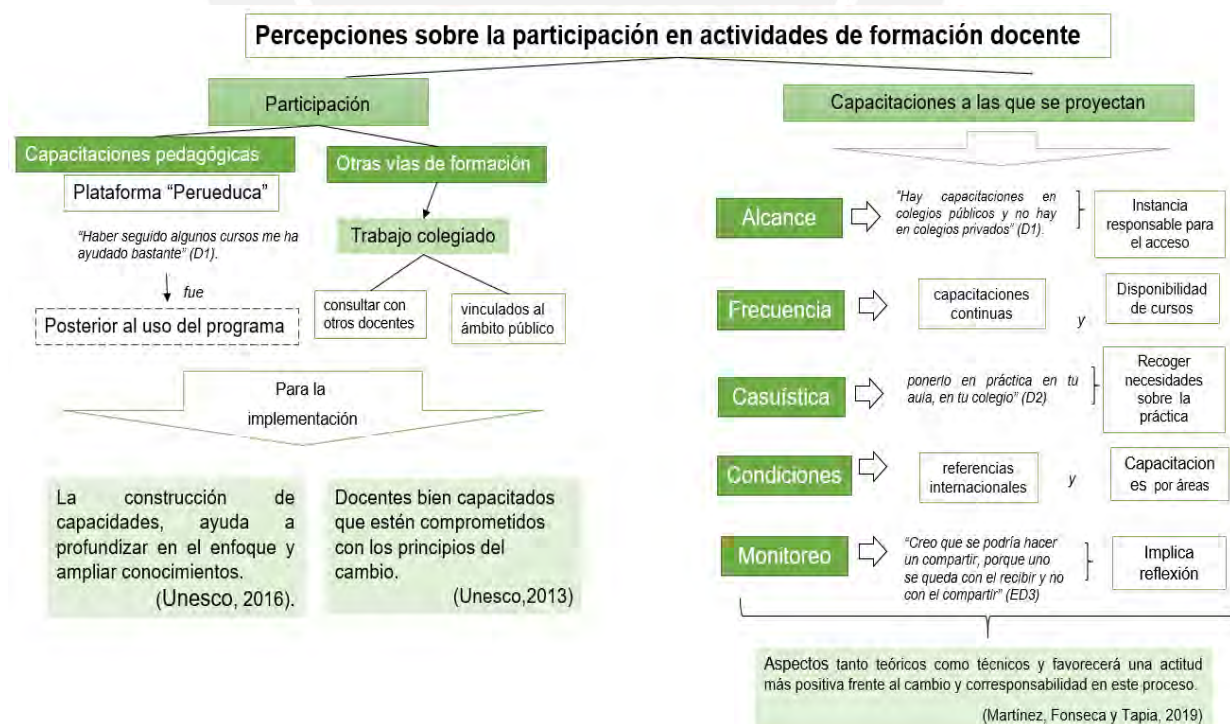 Percepciones sobre la participación en actividades de formación docente
Participación
Capacitaciones pedagógicas
Plataforma “Perueduca”
“Haber seguido algunos cursos me ha
ayudado bastante” (D1).
fue
Posterior al uso del programa
Otras vías de formación
Trabajo colegiado
consultar con
otros docentes
vinculados al
ámbito público
Para la
implementación
La construcción de
capacidades, ayuda a
profundizar en el enfoque y
ampliar conocimientos.
(Unesco, 2016).
Docentes bien capacitados
que estén comprometidos
con los principios del
cambio.
(Unesco,2013)
Capacitaciones a las que se proyectan
Alcance
“Hay capacitaciones en
colegios públicos y no hay
en colegios privados” (D1).
Instancia
responsable para
el acceso
Frecuencia
capacitaciones
continuas
y
Disponibilidad
de cursos
Casuística
ponerlo en práctica en tu
aula, en tu colegio” (D2)
Recoger
necesidades
sobre la
práctica
Condiciones
referencias
internacionales
y
Capacitacion
es por áreas
Monitoreo
“Creo que se podría hacer
un compartir, porque uno
se queda con el recibir y no
con el compartir” (ED3)
Implica
reflexión
Aspectos tanto teóricos como técnicos y favorecerá una actitud
más positiva frente al cambio y corresponsabilidad en este proceso.
(Martínez, Fonseca y Tapia, 2019)